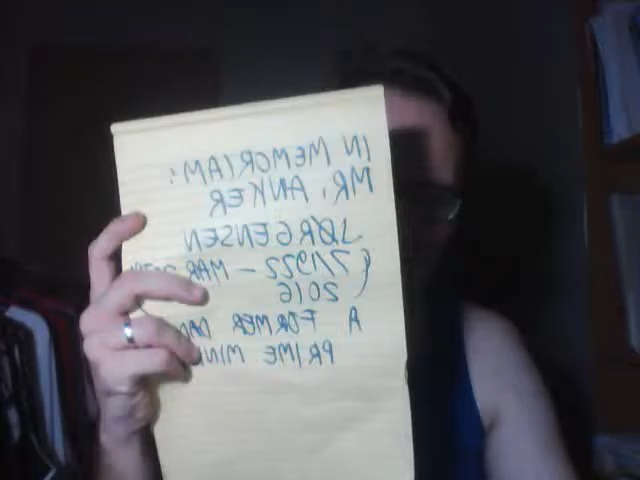 IN MEMORIAM:
MR. ANKER
JØRGENSEN
(7/1922 — MAR
2016
A FORMER
PRIME